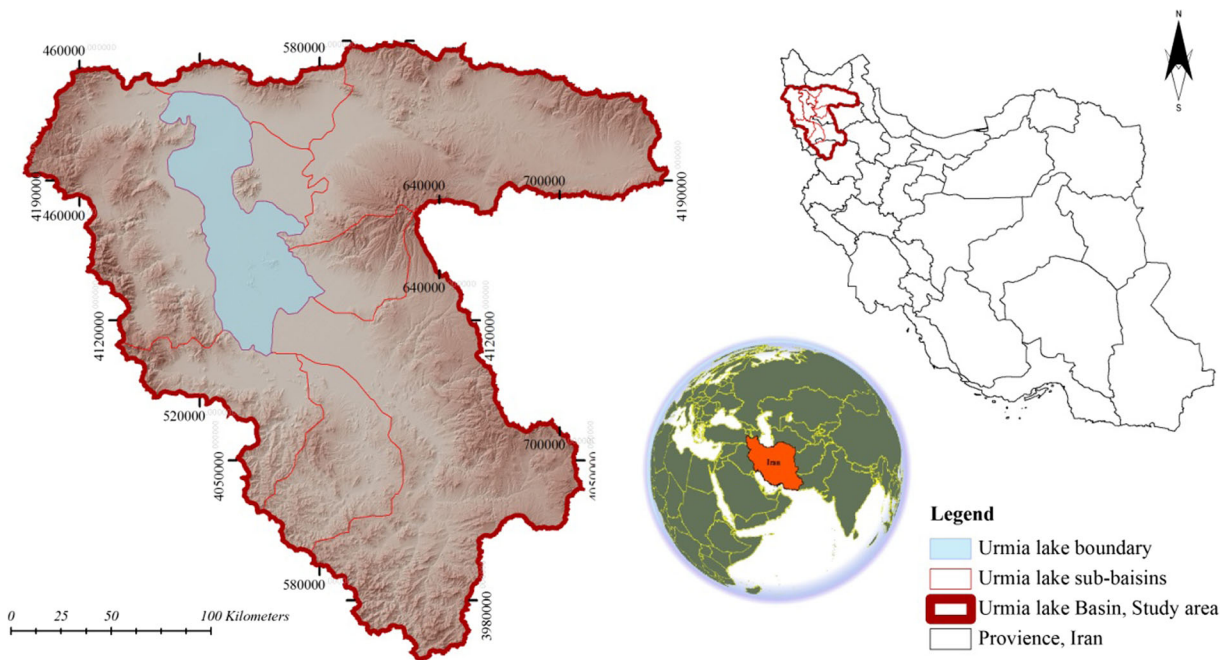 460000
580000
N
S
4190000
460000
640000
700000
4190000
640000
4120000
4120000
520000
700000
4050000
4050000
580000
3980000
0 25 50 100 Kilometers
Iran
Legend
Urmia lake boundary
Urmia lake sub-baisins
Urmia lake Basin, Study area
Provience, Iran